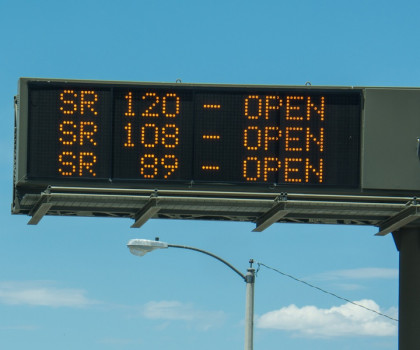 SR 120 - OPEN
SR 108 - OPEN
SR 89 - OPEN